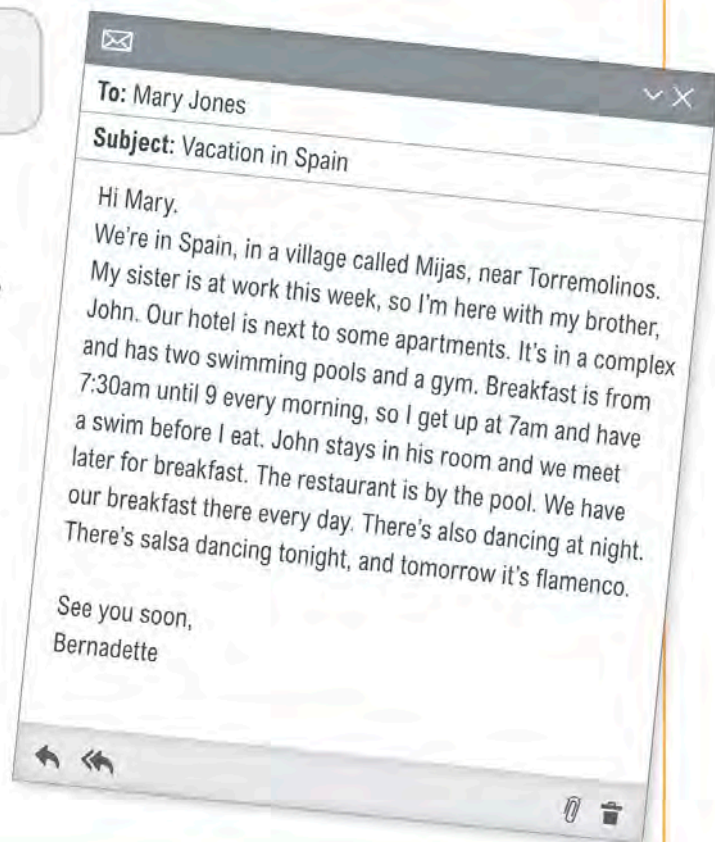 To: Mary Jones
Subject: Vacation in Spain
Hi Mary.
We're in Spain, in a village called Mijas, near Torremolinos.
My sister is at work this week, so I'm here with my brother,
John. Our hotel is next to some apartments. It's in a complex
and has two swimming pools and a gym. Breakfast is from
7:30am until 9 every morning, so I get up at 7am and have
a swim before I eat. John stays in his room and we meet
later for breakfast. The restaurant is by the pool. We have
our breakfast there every day. There's also dancing at night.
There's salsa dancing tonight, and tomorrow it's flamenco.
See you soon,
Bernadette